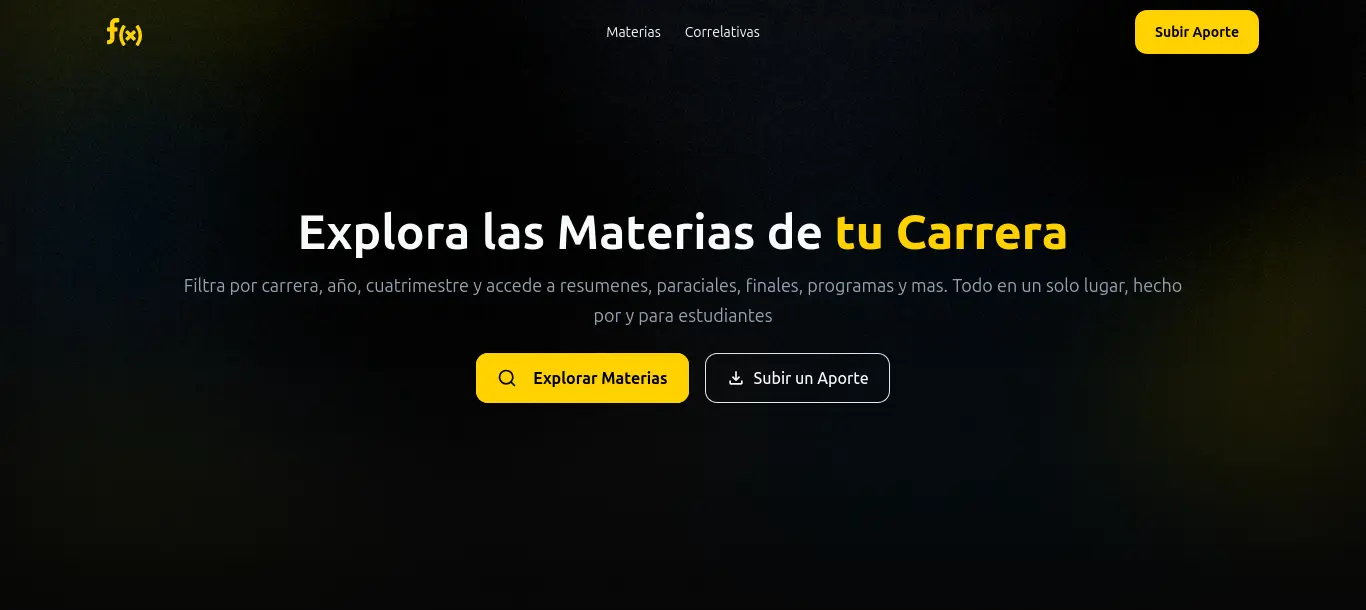 f(x)
Materias
Correlativas
Subir Aporte
Explora las Materias de tu Carrera
Filtra por carrera, año, cuatrimestre y accede a resumenes, paraciales, finales, programas y mas. Todo en un solo lugar, hecho
por y para estudiantes
Explorar Materias
Subir un Aporte